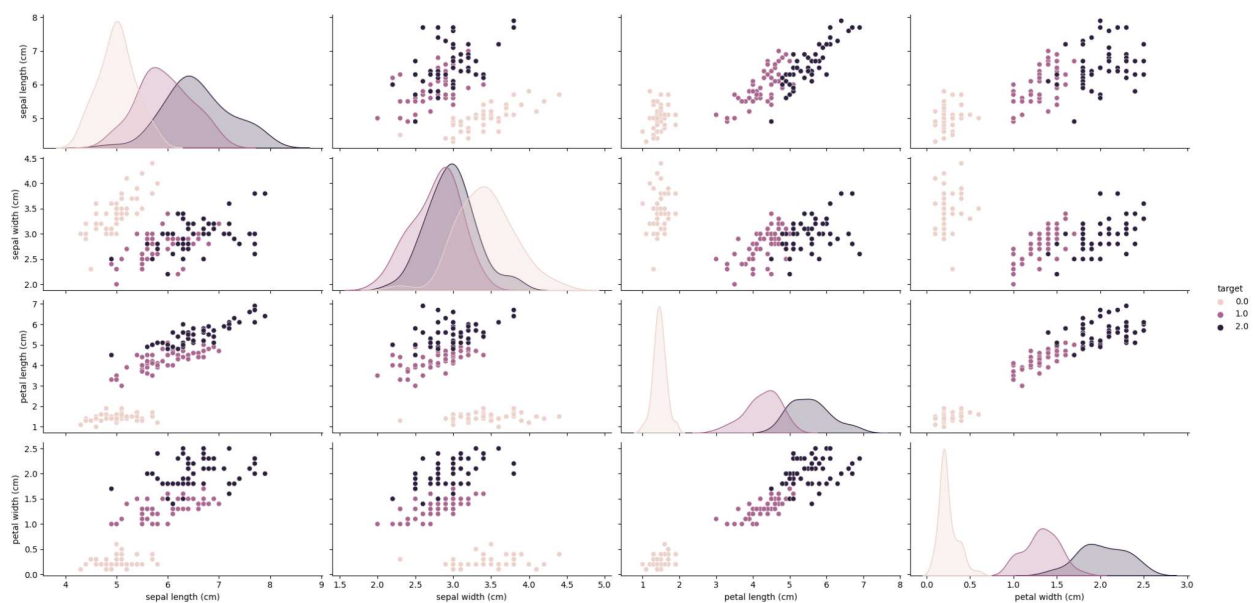 8
7
6
5
sepal length (cm)
4.5
4.0
3.5
3.0
2.5
2.0
sepal width (cm)
target
0.0
1.0
2.0
7
6
5
4
3
2
1
petal length (cm)
2.5
2.0
1.5
1.0
0.5
0.0
petal width (cm)
4 5 6 7 8 9
sepal length (cm)
1.5 2.0 2.5 3.0 3.5 4.0 4.5 5.0
sepal width (cm)
1 2 3 4 5 6 7 8
petal length (cm)
0.0 0.5 1.0 1.5 2.0 2.5 3.0
petal width (cm)